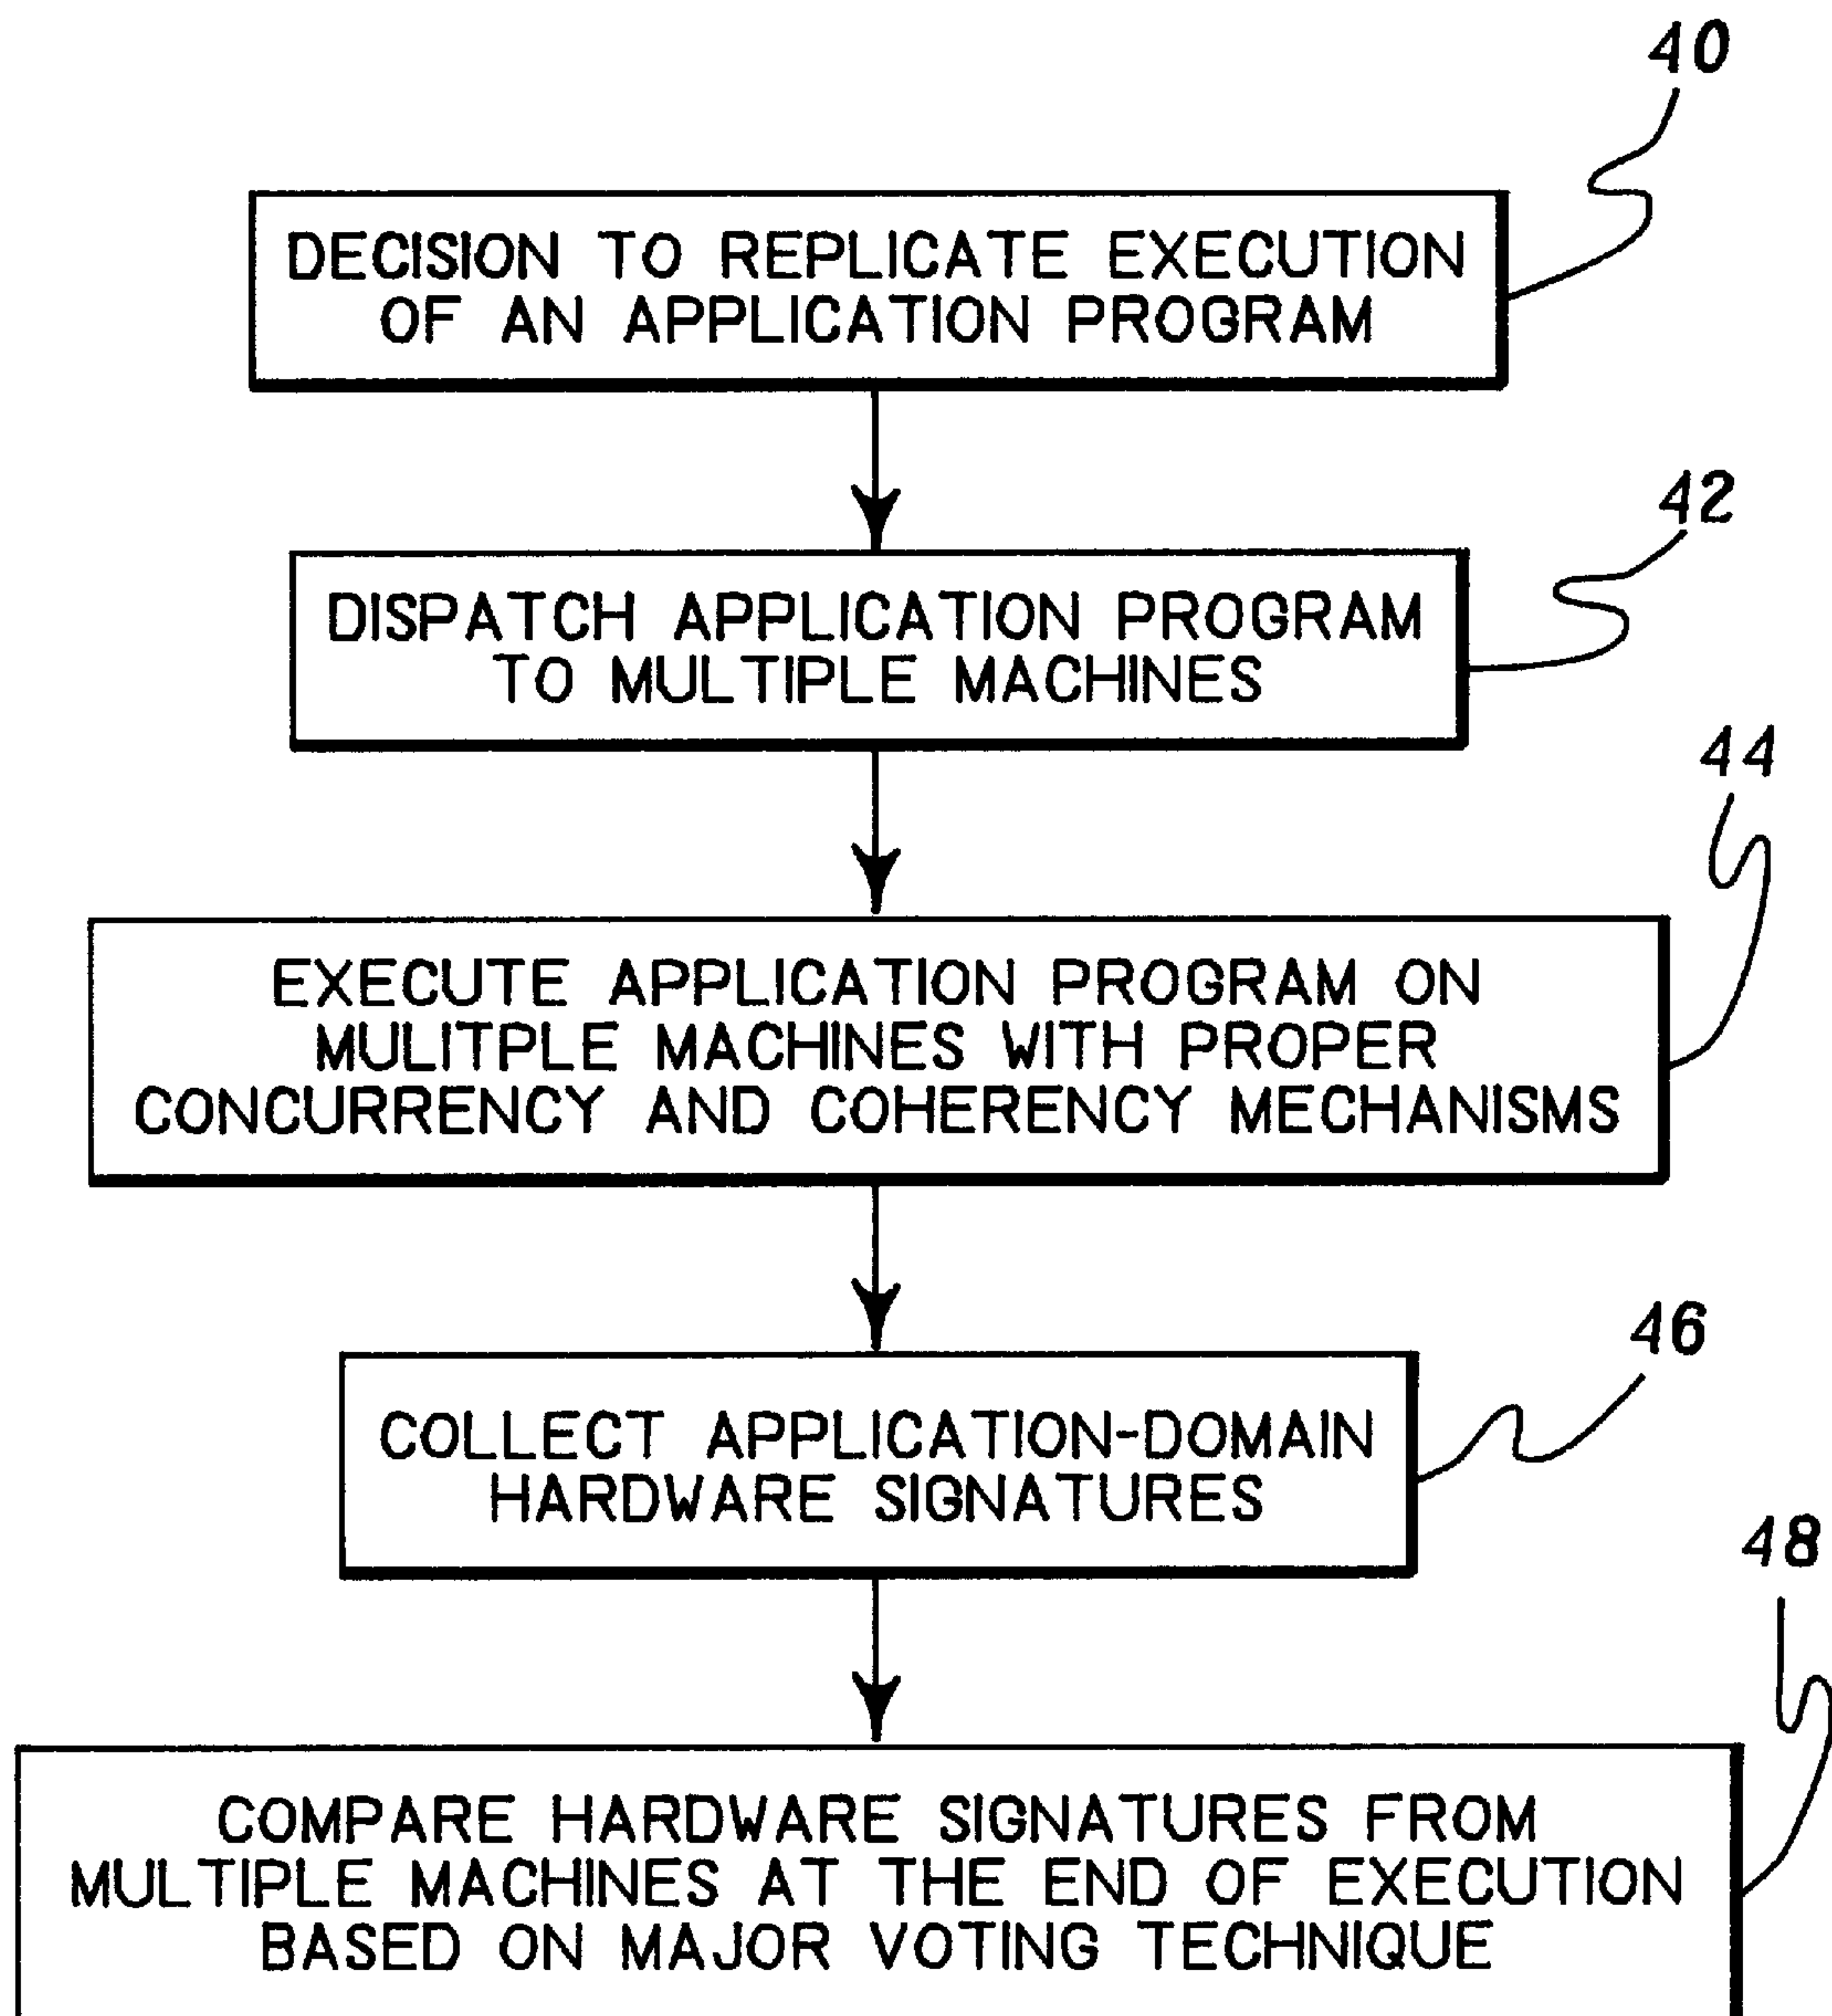 40
DECISION TO REPLICATE EXECUTION
OF AN APPLICATION PROGRAM
42
DISPATCH APPLICATION PROGRAM
TO MULTIPLE MACHINES
44
EXECUTE APPLICATION PROGRAM ON
MULITPLE MACHINES WITH PROPER
CONCURRENCY AND COHERENCY MECHANISMS
46
COLLECT APPLICATION-DOMAIN
HARDWARE SIGNATURES
48
COMPARE HARDWARE SIGNATURES FROM
MULTIPLE MACHINES AT THE END OF EXECUTION
BASED ON MAJOR VOTING TECHNIQUE